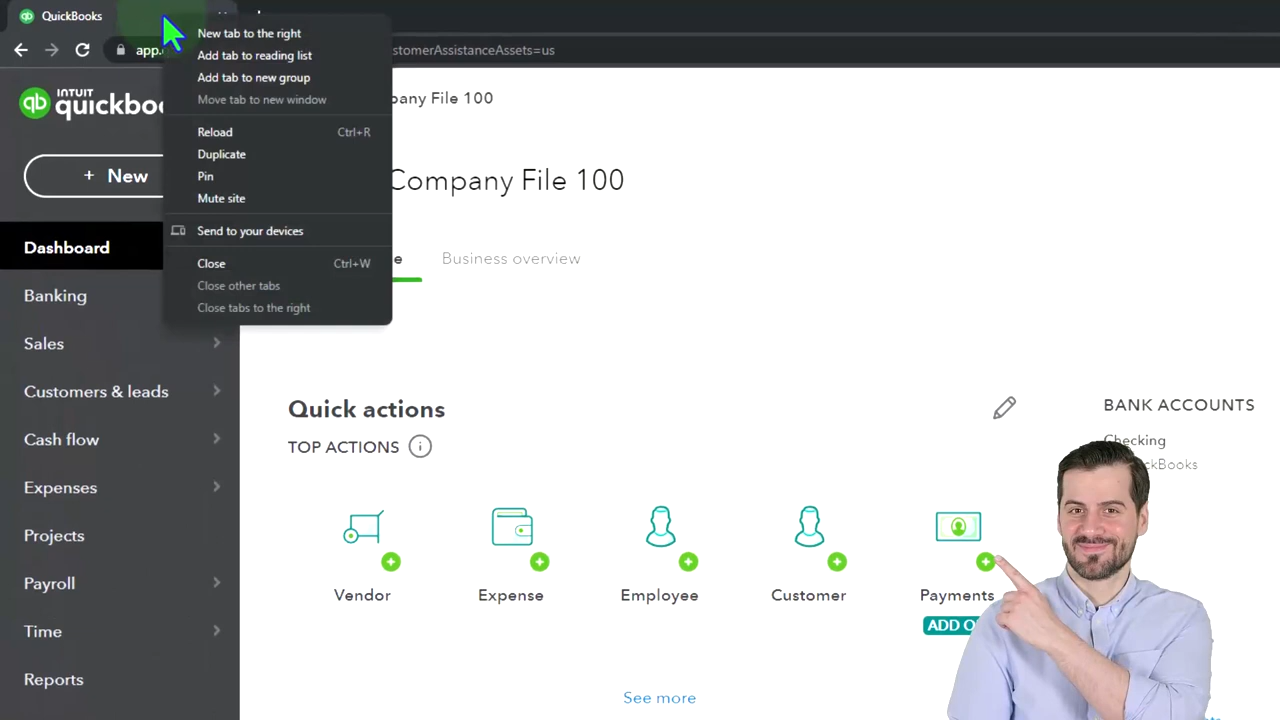 QuickBooks
New tab to the right
Add tab to reading list
Add tab to new group
Move tab to new window
Reload Ctrl+R
Duplicate
Pin
Mute site
Send to your devices
Close Ctrl+W
Close other tabs
Close tabs to the right
app. stomerAssistanceAssets=us
INTUIT
quickbo
pany File 100
+ New
Company File 100
Dashboard
Banking
Sales
Customers & leads
Cash flow
Expenses
Projects
Payroll
Time
Reports
e Business overview
Quick actions
TOP ACTIONS i
BANK ACCOUNTS
Checking
ckBooks
Vendor
Expense
Employee
Customer
Payments
ADD O
See more